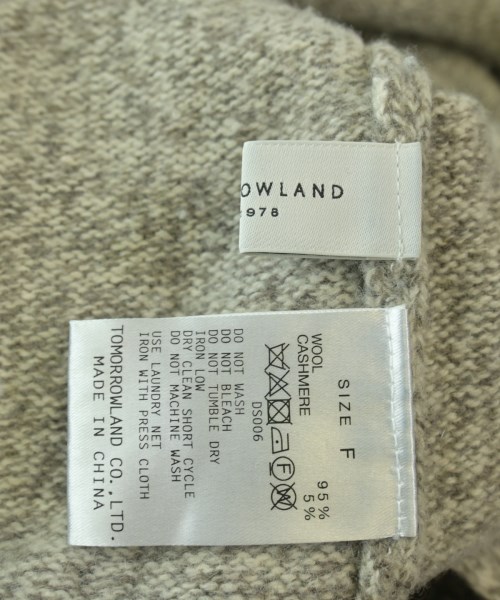 OWLAND
1978
SIZE F
WOOL 95%
CASHMERE 5%
DS006
DO NOT WASH
DO NOT BLEACH
DO NOT TUMBLE DRY
IRON LOW
DRY CLEAN SHORT CYCLE
DO NOT MACHINE WASH
USE LAUNDRY NET
IRON WITH PRESS CLOTH
TOMORROWLAND CO.,LTD.
MADE IN CHINA